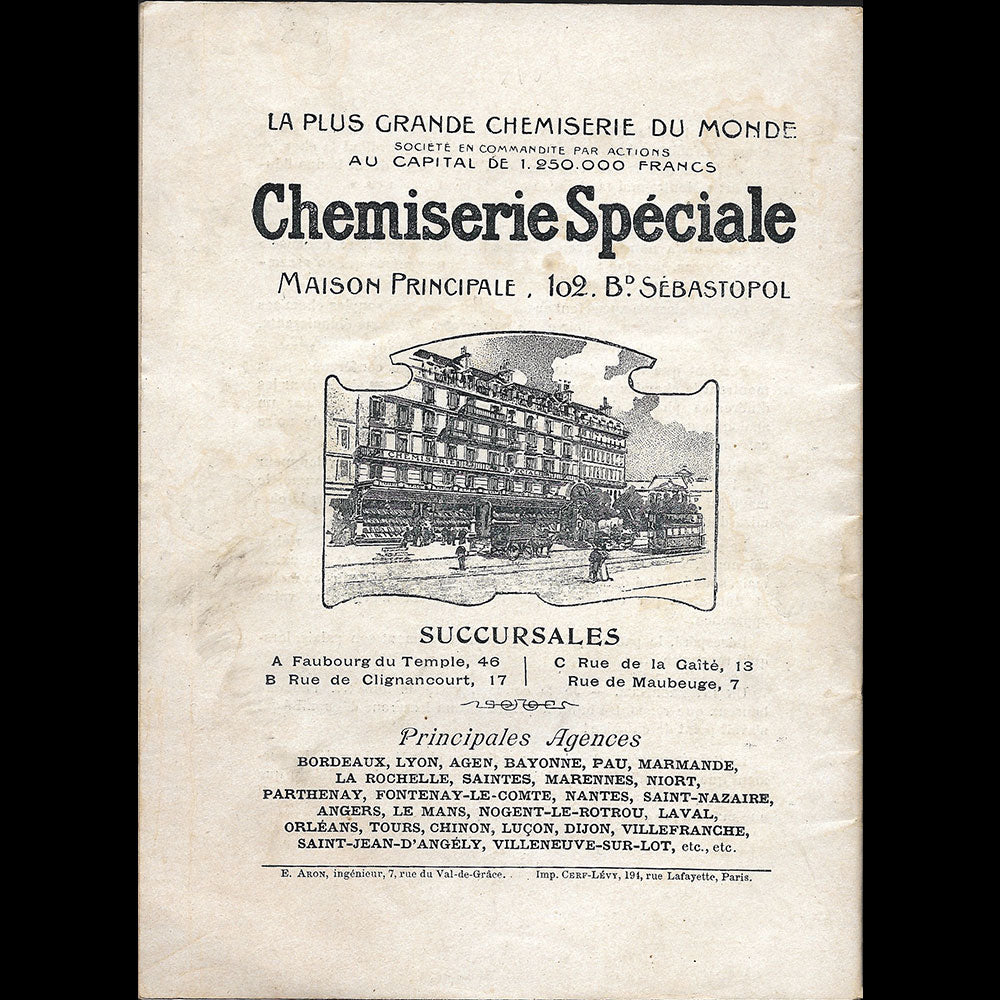 LA PLUS GRANDE CHEMISERIE DU MONDE
SOCIÉTÉ EN COMMANDITE PAR ACTIONS
AU CAPITAL DE 1.250.000 FRANCS
Chemiserie Spéciale
MAISON PRINCIPALE, 102. BD SÉBASTOPOL
CHEMISERIE SPÉCIALE
SUCCURSALES
A Faubourg du Temple, 46 | C Rue de la Gaîté, 13
B Rue de Clignancourt, 17 | Rue de Maubeuge, 7
Principales Agences
BORDEAUX, LYON, AGEN, BAYONNE, PAU, MARMANDE,
LA ROCHELLE, SAINTES, MARENNES, NIORT,
PARTHENAY, FONTENAY-LE-COMTE, NANTES, SAINT-NAZAIRE,
ANGERS, LE MANS, NOGENT-LE-ROTROU, LAVAL,
ORLÉANS, TOURS, CHINON, LUÇON, DIJON, VILLEFRANCHE,
SAINT-JEAN-D'ANGÉLY, VILLENEUVE-SUR-LOT, etc., etc.
E. ARON, ingénieur, 7, rue du Val-de-Grâce. . Imp. CERF-LÉVY, 191, rue Lafayette, Paris.